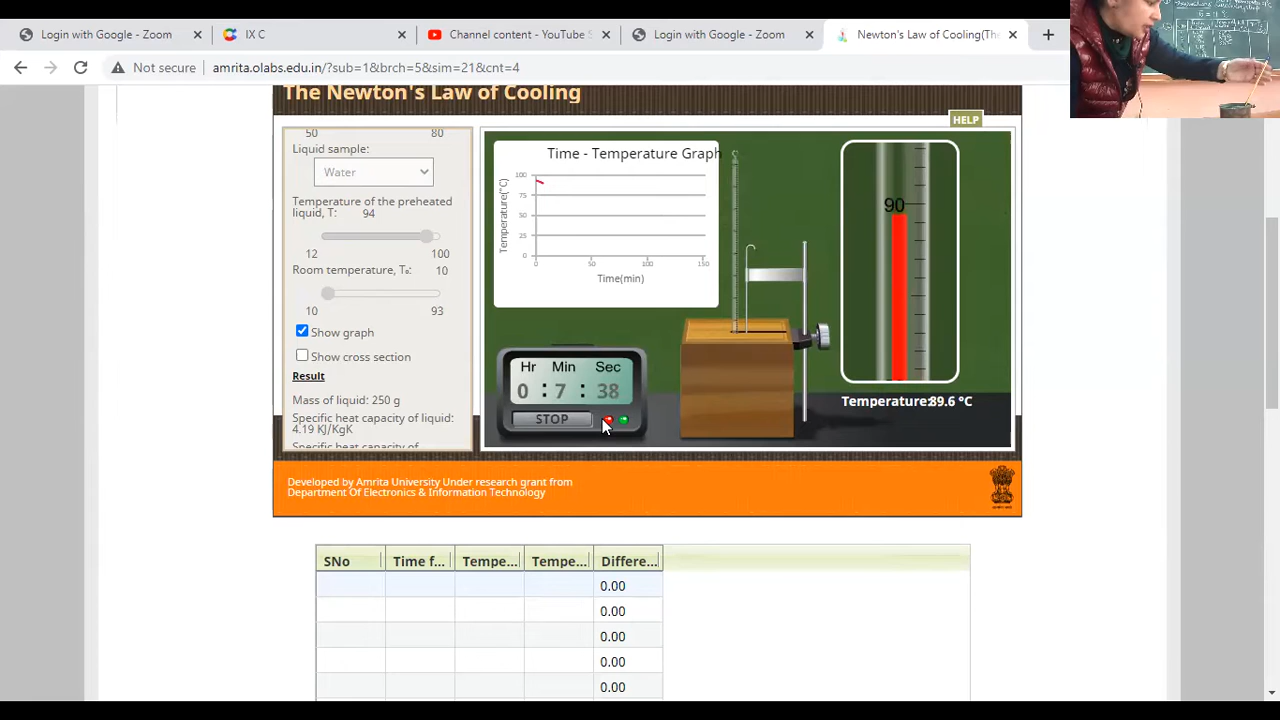 Login with Google - Zoom × IX C × Channel content - YouTube S × Login with Google - Zoom × Newton's Law of Cooling(The × +
Not secure amrita.olabs.edu.in/?sub=1&brch=5&sim=21&cnt=4
The Newton's Law of Cooling
HELP
50 80
Liquid sample:
Water
Temperature of the preheated
liquid, T: 94
12 100
Room temperature, Tₒ: 10
10 93
Show graph
Show cross section
Result
Mass of liquid: 250 g
Specific heat capacity of liquid:
4.19 KJ/KgK
Specific heat capacity of
Time - Temperature Graph
Temperature(°C)
100
75
50
25
0
0 50 100 150
Time(min)
Hr Min Sec
0 : 7 : 38
STOP
90
Temperature:89.6 °C
Developed by Amrita University Under research grant from
Department Of Electronics & Information Technology
SNo Time f... Tempe... Tempe... Differe...
0.00
0.00
0.00
0.00
0.00